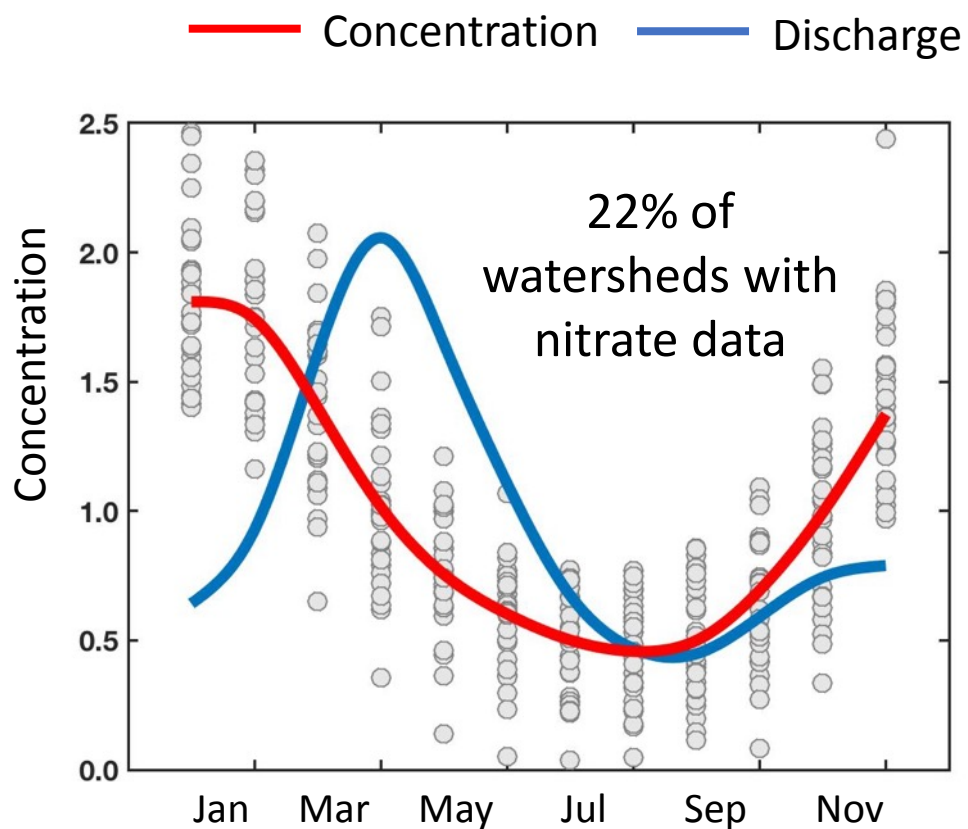 Concentration Discharge
2.5
22% of
watersheds with
nitrate data
2.0
1.5
1.0
0.5
0.0
Concentration
Jan Mar May Jul Sep Nov